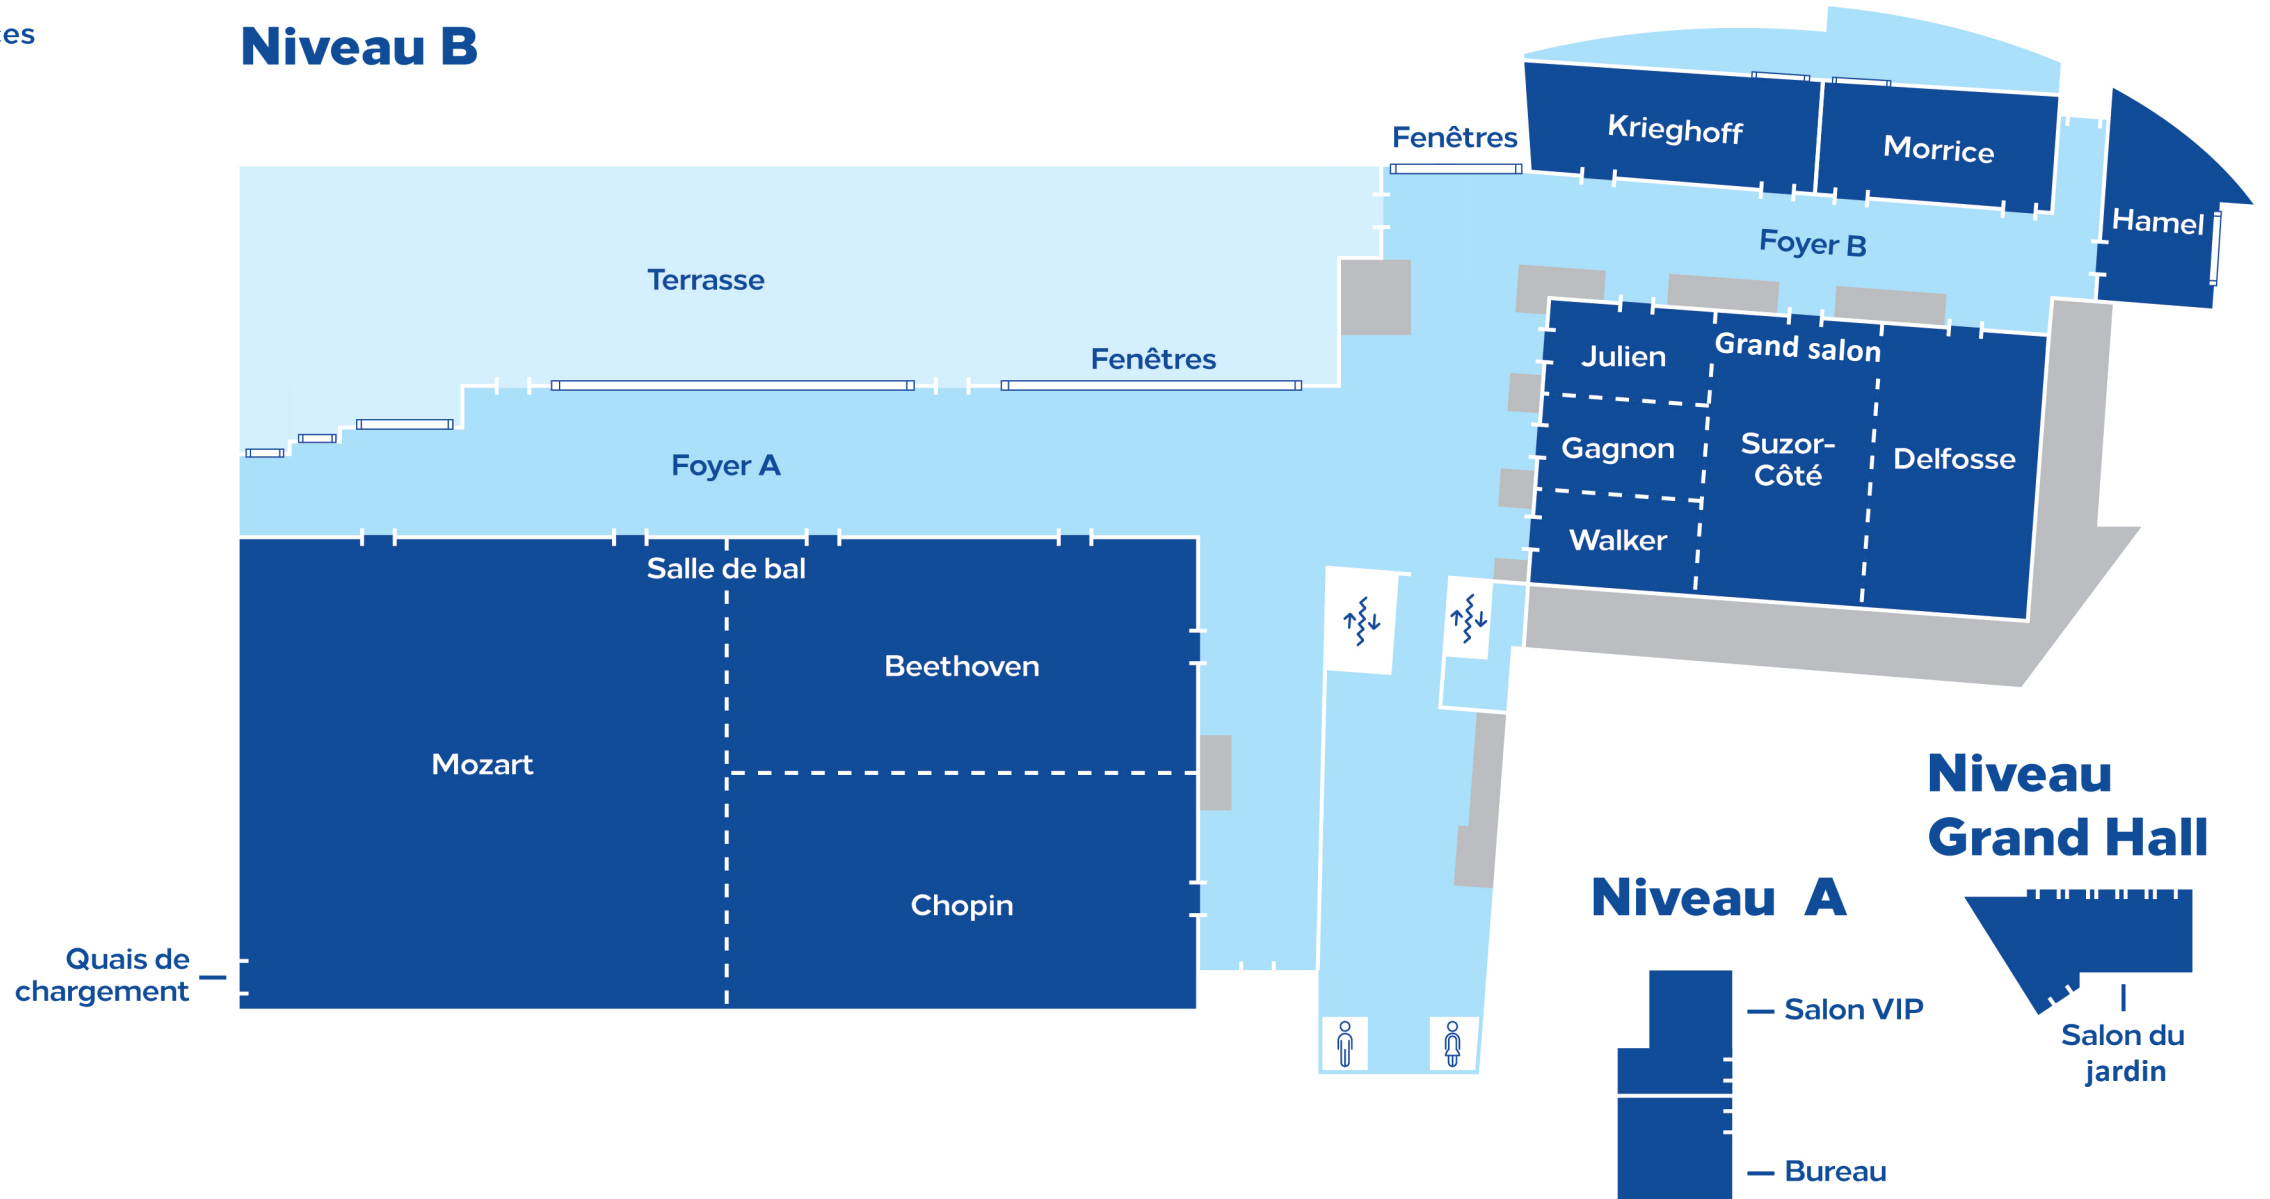 Niveau B
Fenêtres
Krieghoff
Morrice
Hamel
Foyer B
Terrasse
Fenêtres
Julien
Grand salon
Gagnon
Suzor-
Côté
Delfosse
Walker
Foyer A
Salle de bal
Beethoven
Mozart
Chopin
Quais de
chargement
Niveau
Grand Hall
Niveau A
Salon VIP
Salon du
jardin
Bureau